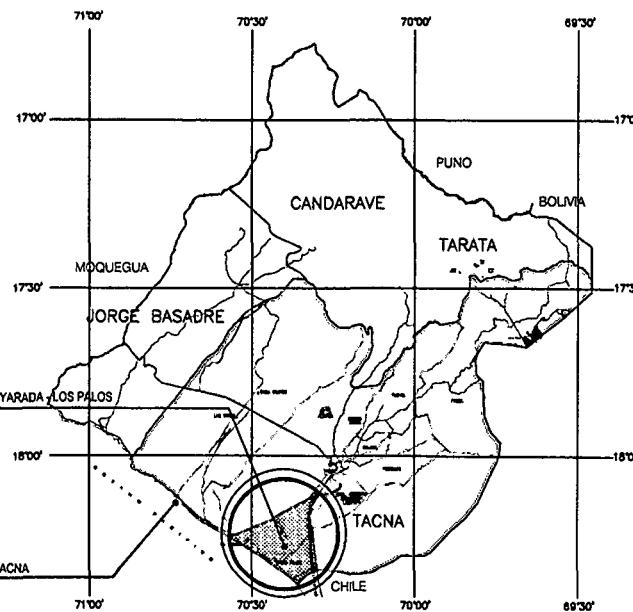 71'00' 70'30' 70'00' 69'30'
17'00' 17'0
PUNO
CANDARAVE
BOLIVIA
TARATA
MOQUEGUA
17'30' 17'3
JORGE BASADRE
YARADA - LOS PALOS
18'00' 18'0
TACNA
ACNA
CHILE
71'00' 70'30' 70'00' 69'30'